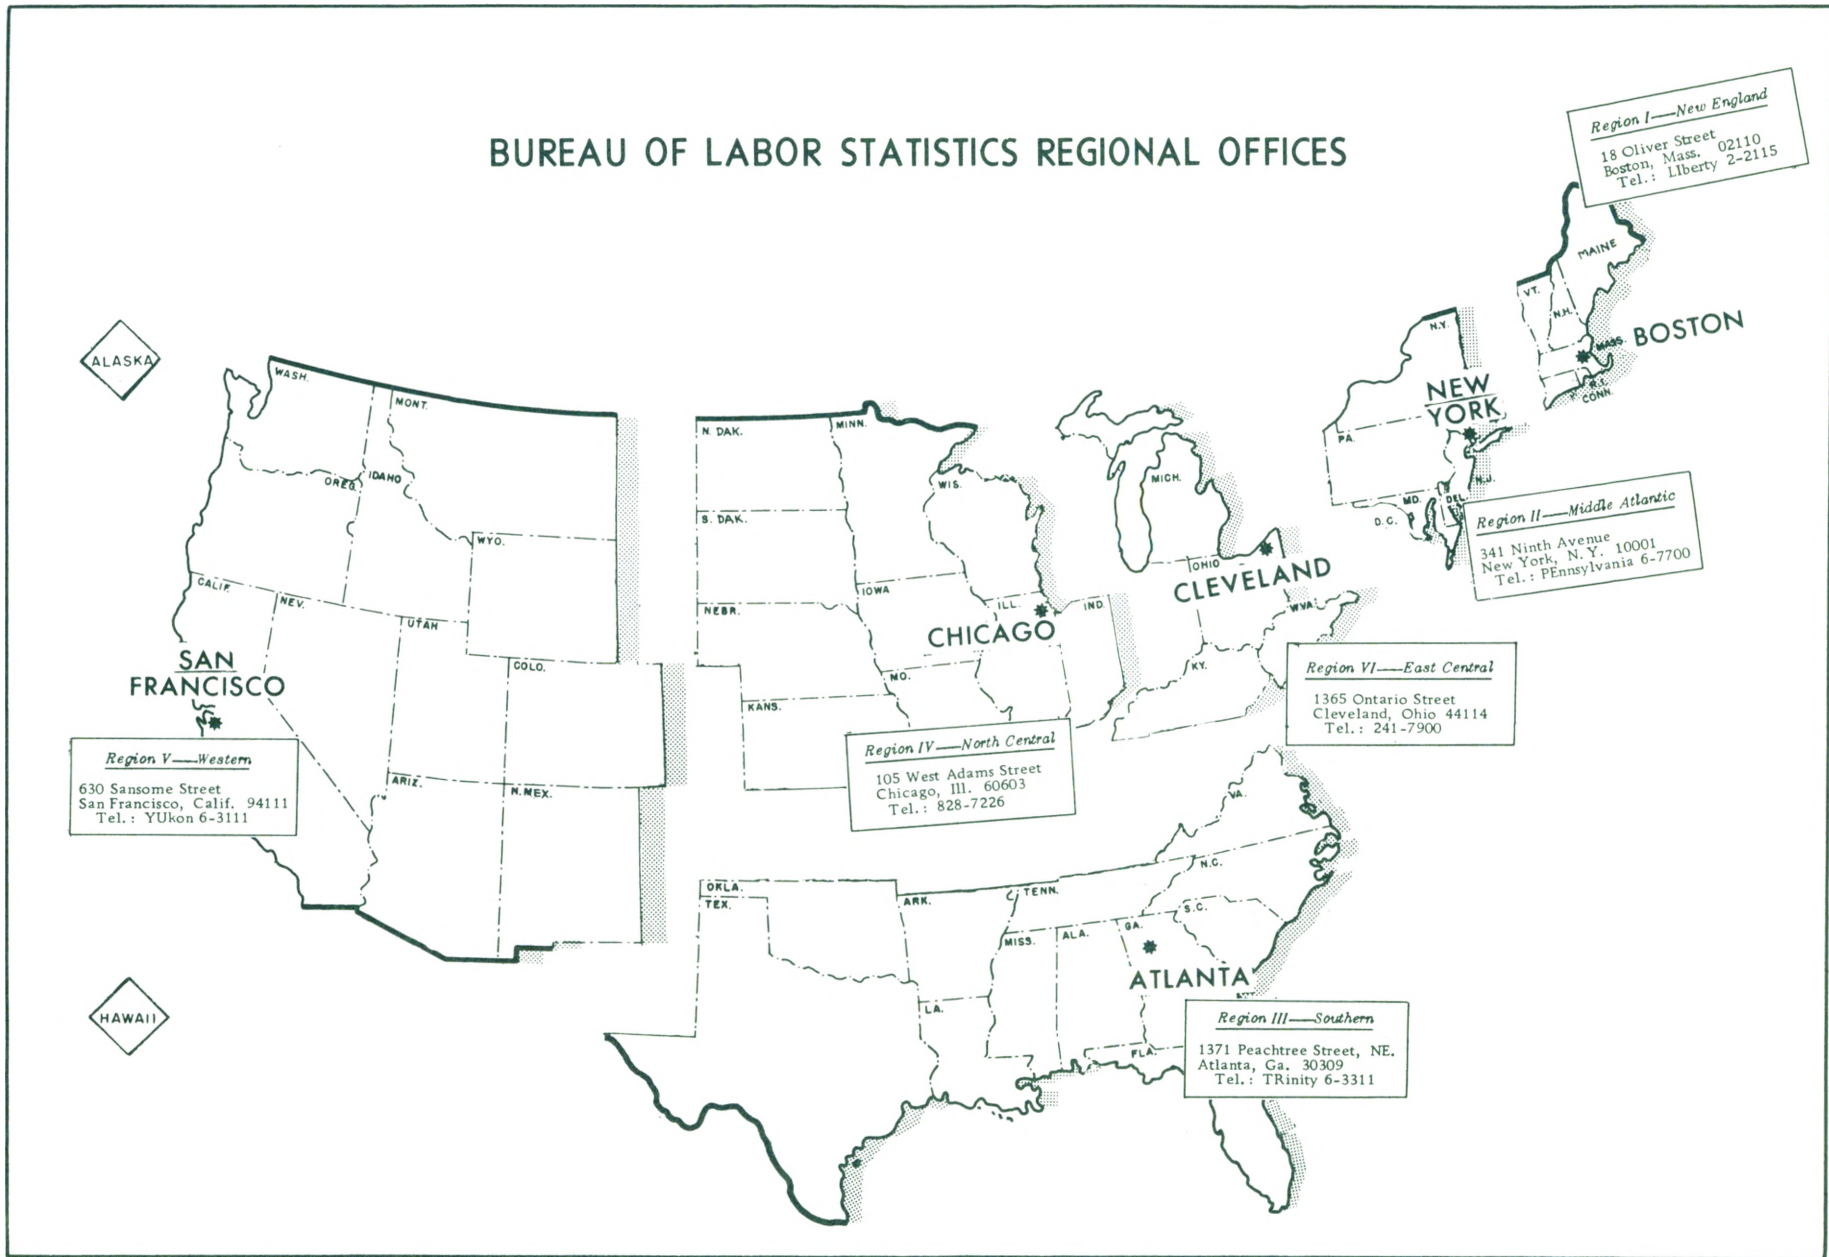 BUREAU OF LABOR STATISTICS REGIONAL OFFICES
Region I—New England
18 Oliver Street
Boston, Mass. 02110
Tel.: LIberty 2-2115
MAINE
VT.
N.H.
MASS.
BOSTON
R.I.
CONN.
N.Y.
NEW
YORK
PA.
N.J.
MD.
DEL.
D.C.
Region II—Middle Atlantic
341 Ninth Avenue
New York, N.Y. 10001
Tel.: PEnnsylvania 6-7700
ALASKA
WASH.
MONT.
OREG.
IDAHO
WYO.
CALIF.
NEV.
UTAH
COLO.
SAN
FRANCISCO
ARIZ.
N.MEX.
Region V—Western
630 Sansome Street
San Francisco, Calif. 94111
Tel.: YUkon 6-3111
HAWAII
N. DAK.
MINN.
WIS.
S. DAK.
IOWA
NEBR.
ILL.
IND.
CHICAGO
MO.
KANS.
Region IV—North Central
105 West Adams Street
Chicago, Ill. 60603
Tel.: 828-7226
MICH.
OHIO
CLEVELAND
W.VA.
KY.
Region VI—East Central
1365 Ontario Street
Cleveland, Ohio 44114
Tel.: 241-7900
VA.
N.C.
OKLA.
TEX.
ARK.
TENN.
S.C.
MISS.
ALA.
GA.
ATLANTA
LA.
FLA.
Region III—Southern
1371 Peachtree Street, NE.
Atlanta, Ga. 30309
Tel.: TRinity 6-3311